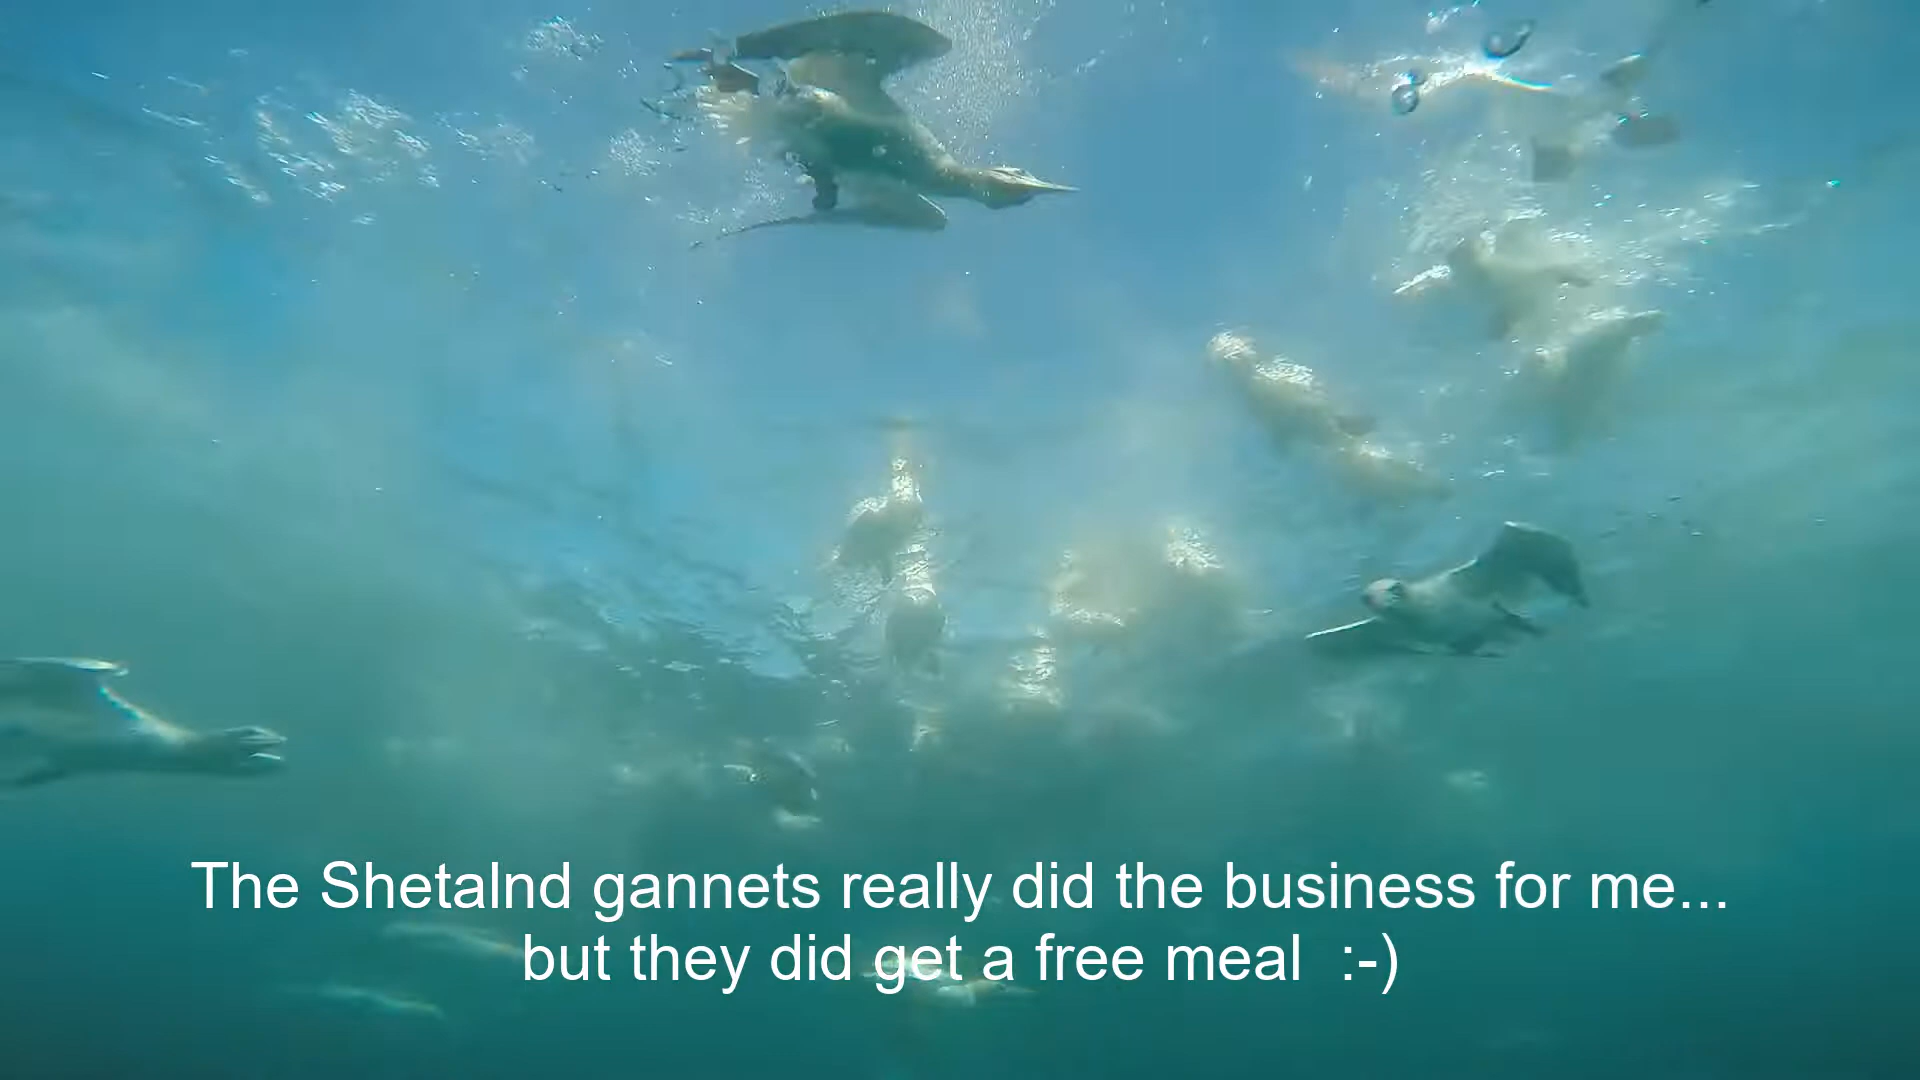 The Shetalnd gannets really did the business for me...
but they did get a free meal  :-)